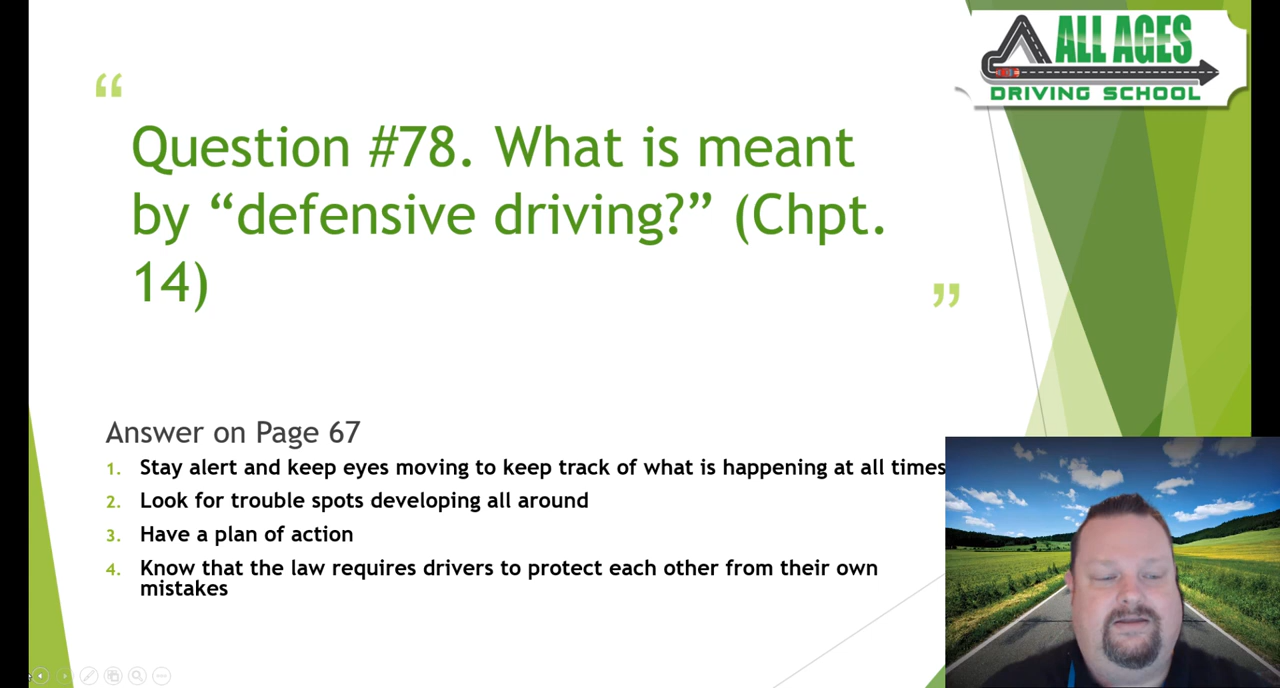 ALL AGES
DRIVING SCHOOL
“
Question #78. What is meant
by “defensive driving?” (Chpt.
14)
”
Answer on Page 67
1. Stay alert and keep eyes moving to keep track of what is happening at all times
2. Look for trouble spots developing all around
3. Have a plan of action
4. Know that the law requires drivers to protect each other from their own
mistakes